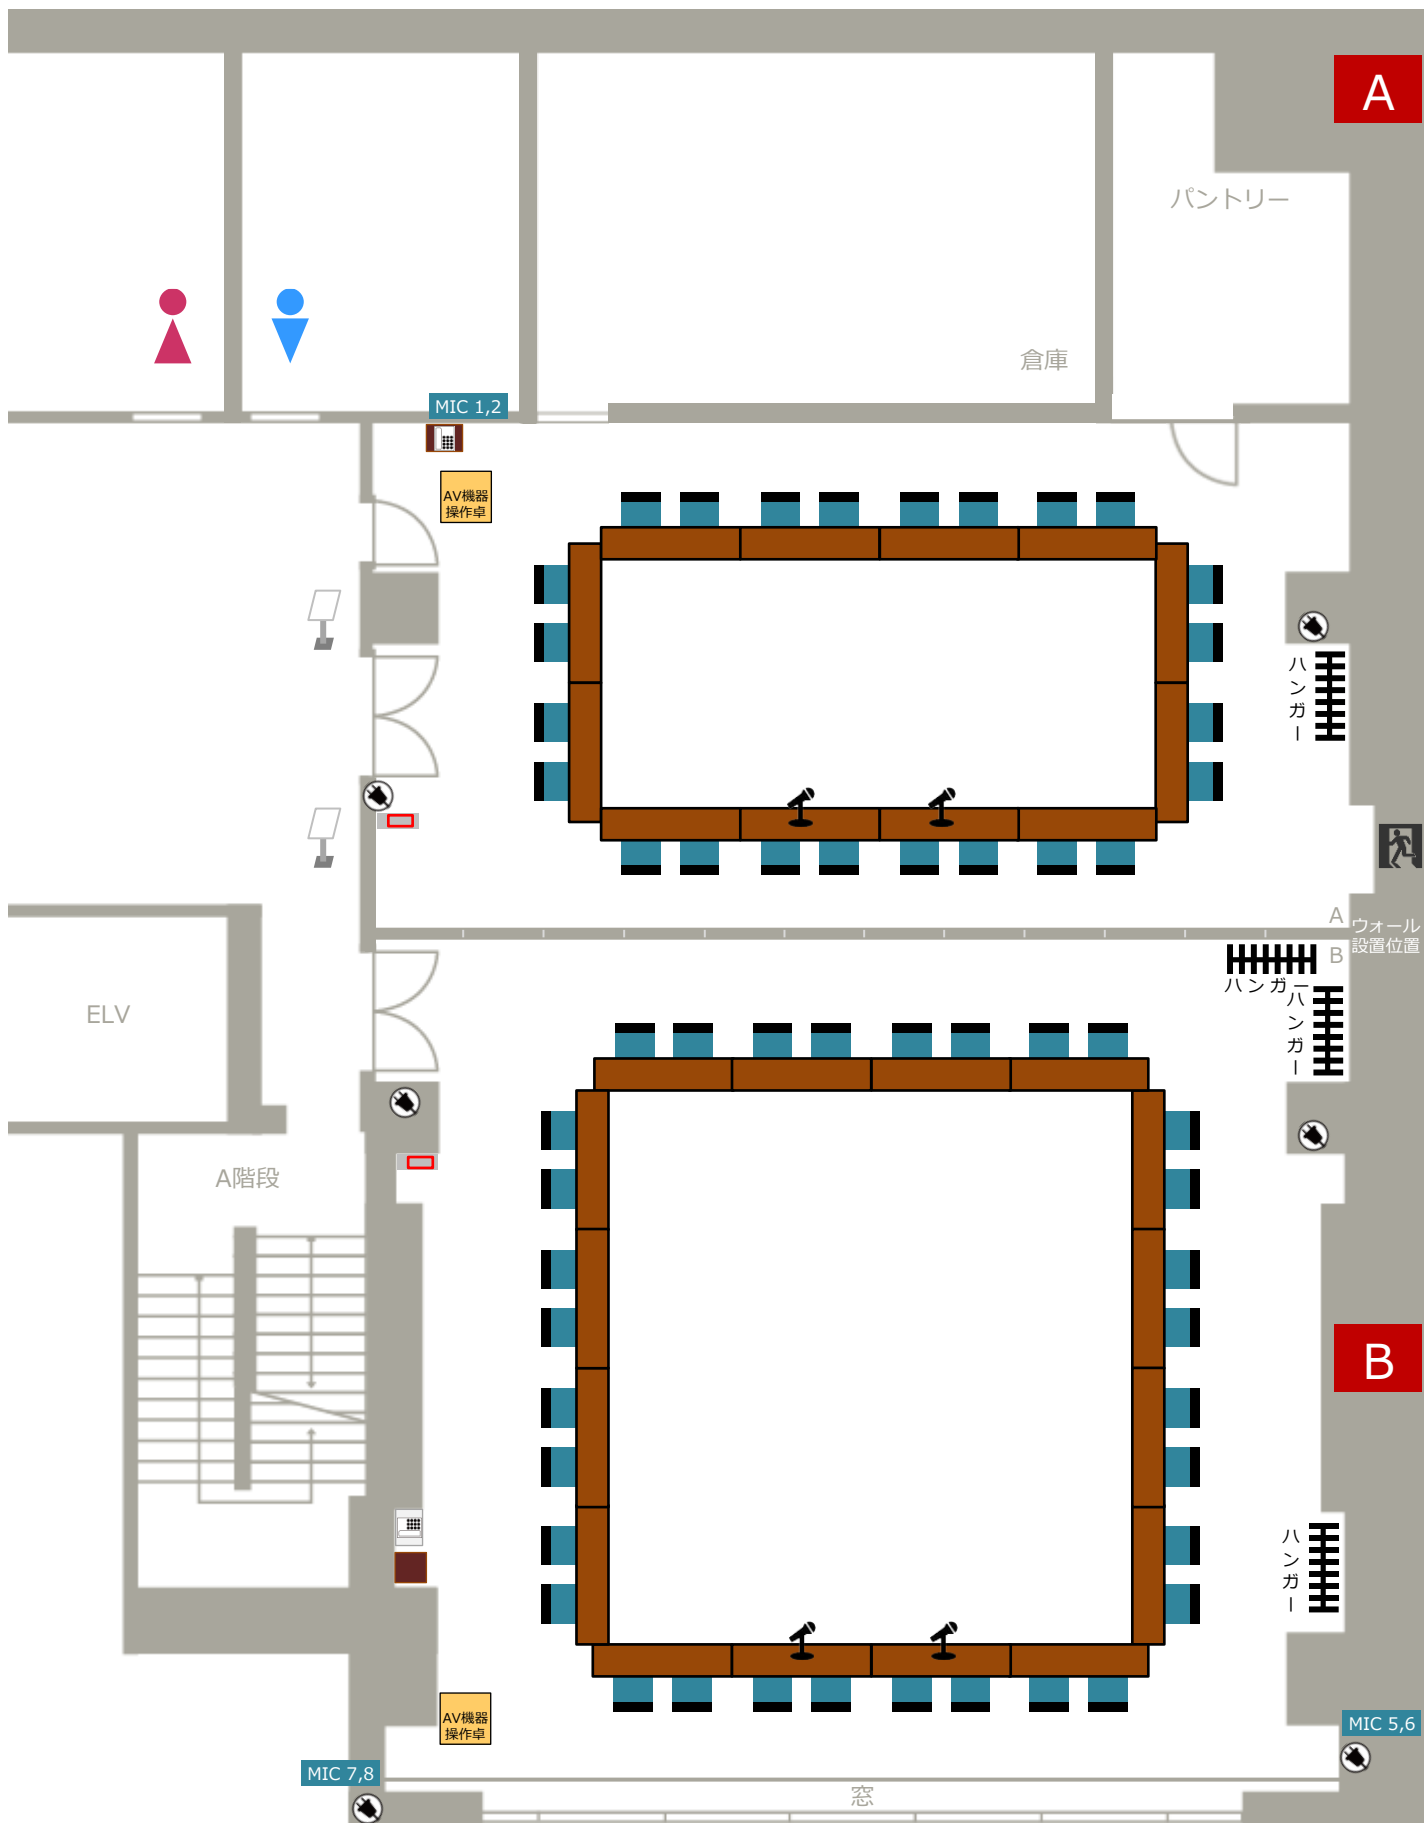 A
パントリー
倉庫
MIC 1,2
AV機器
操作卓
ハンガー
A
ウォール
設置位置
B
ハンガー
ハンガー
ELV
A階段
B
ハンガー
AV機器
操作卓
MIC 5,6
MIC 7,8
窓